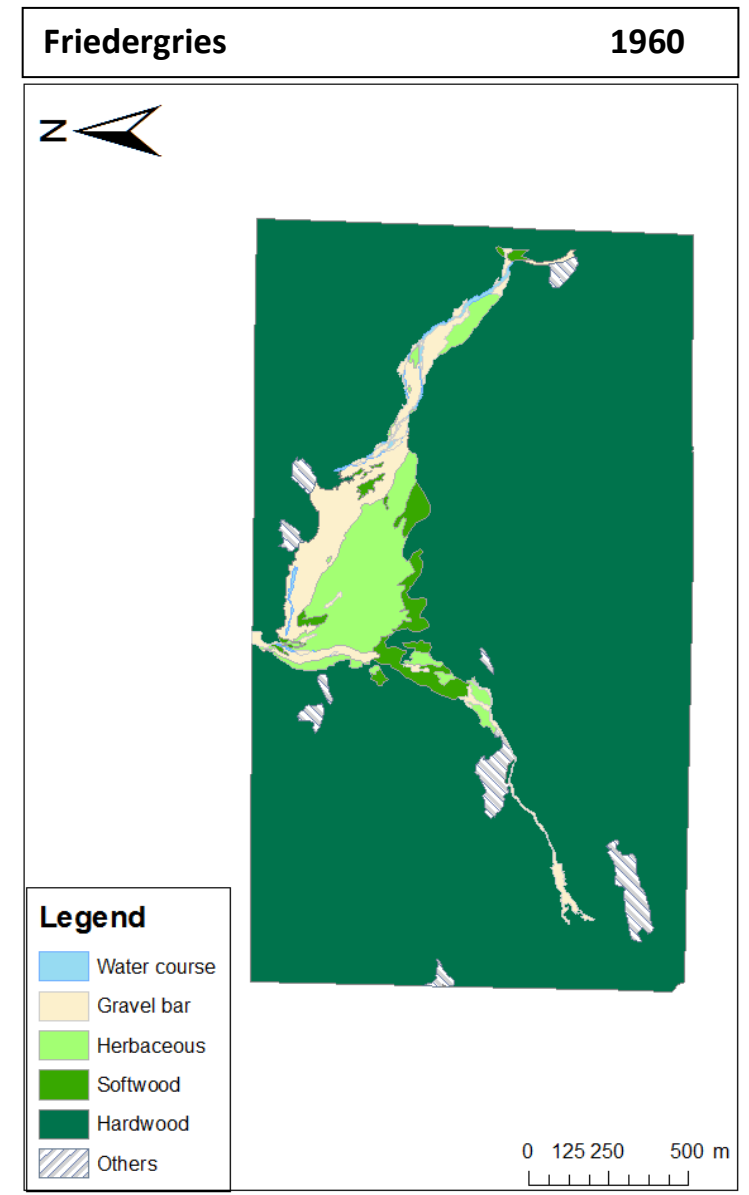 Friedergries 1960
N
Legend
Water course
Gravel bar
Herbaceous
Softwood
Hardwood
Others
0 125 250 500 m